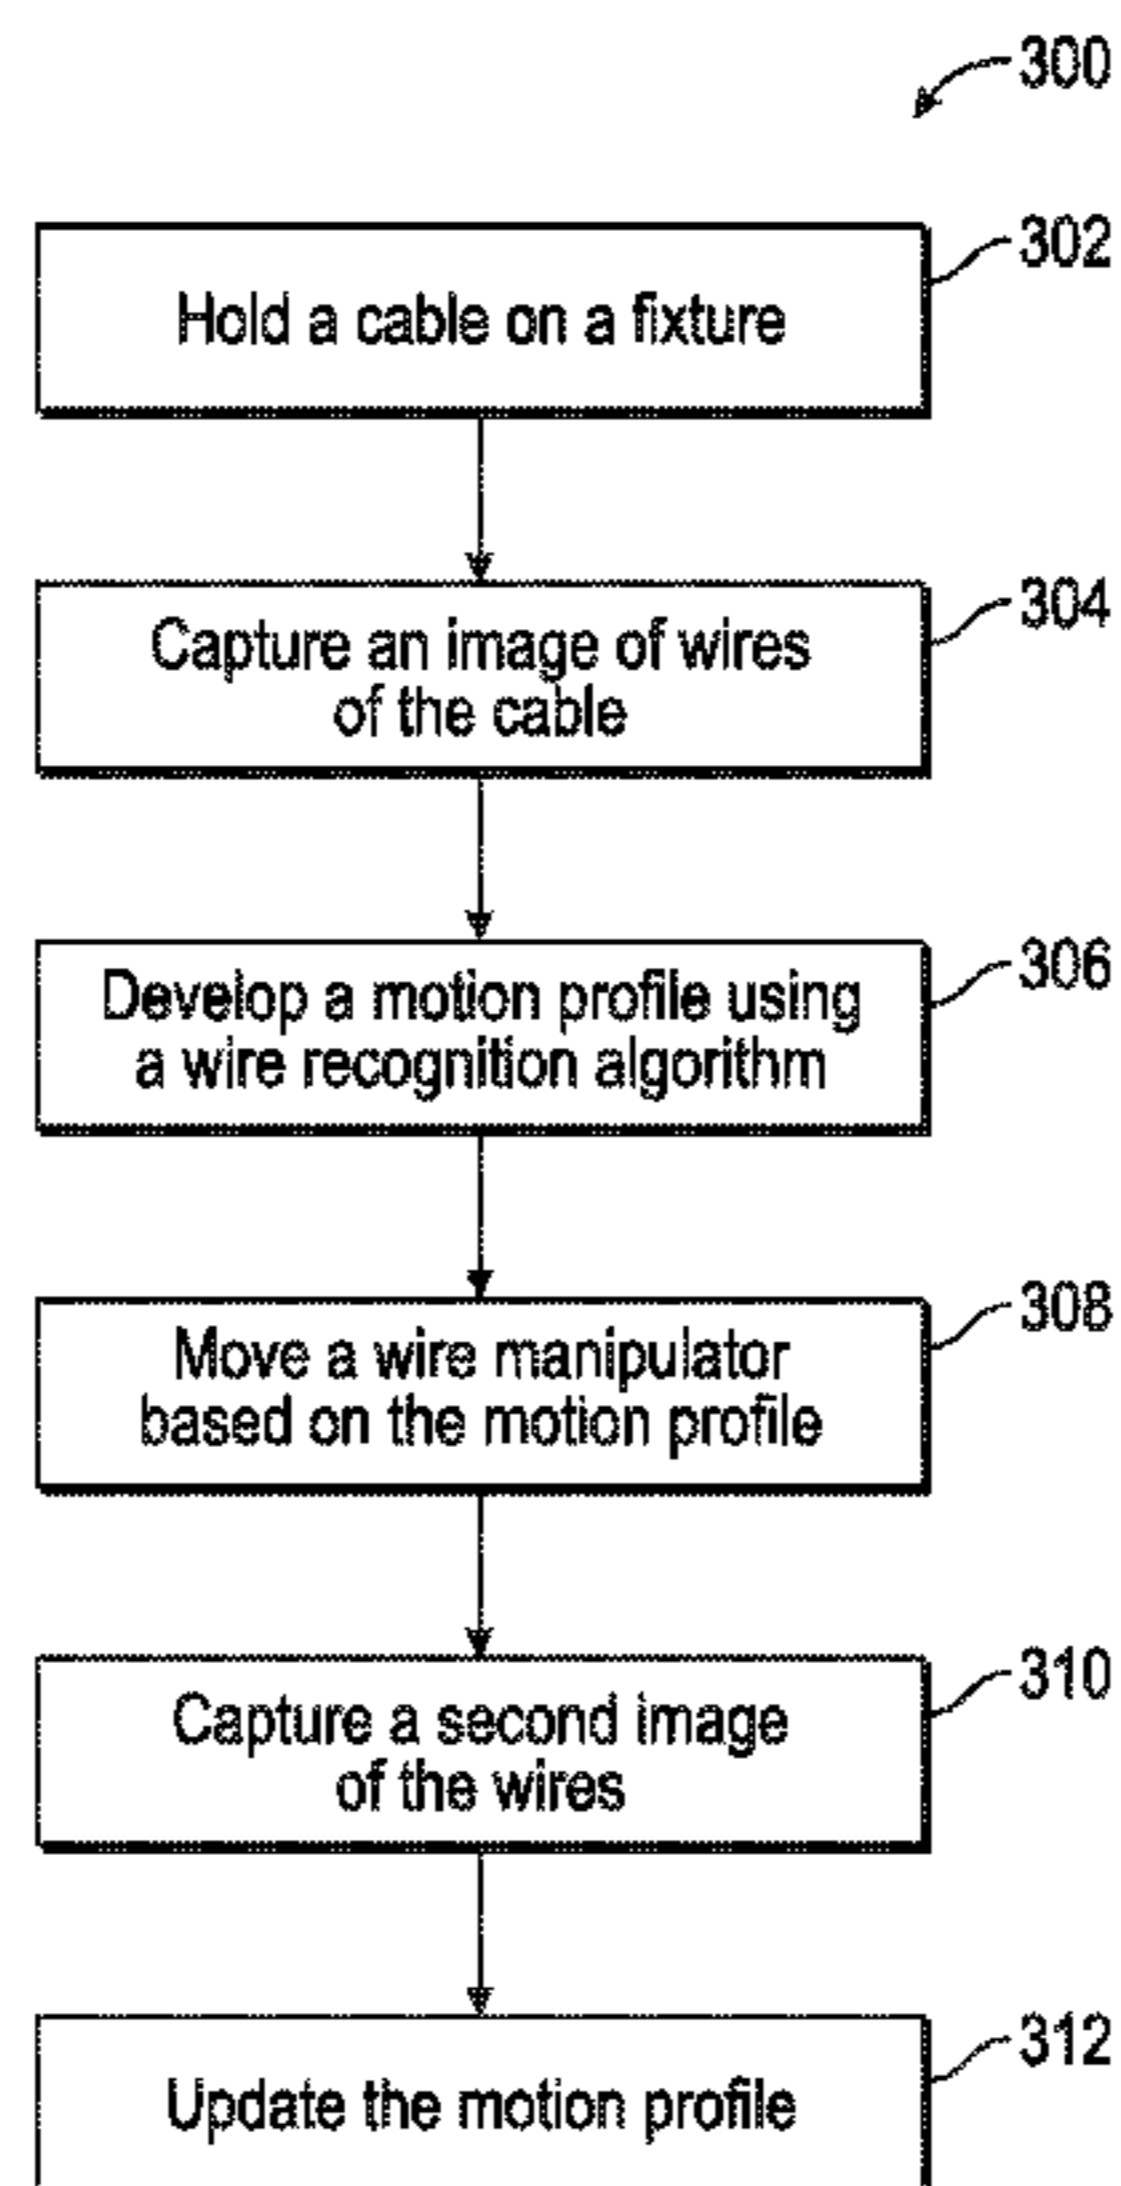 300
302
Hold a cable on a fixture
304
Capture an image of wires
of the cable
306
Develop a motion profile using
a wire recognition algorithm
308
Move a wire manipulator
based on the motion profile
310
Capture a second image
of the wires
312
Update the motion profile